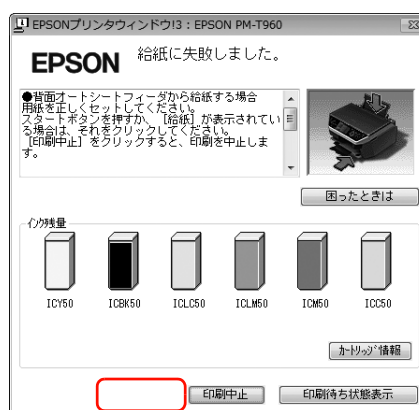 EPSONプリンタウィンドウ!3 : EPSON PM-T960
EPSON
給紙に失敗しました。
●背面オートシートフィーダから給紙する場合
用紙を正しくセットしてください。
スタートボタンを押すか、［給紙］が表示されてい
る場合は、それをクリックしてください。
［印刷中止］をクリックすると、印刷を中止しま
す。
困ったときは
インク残量
ICY50 ICBK50 ICLC50 ICLM50 ICM50 ICC50
カートリッジ情報
印刷中止 印刷待ち状態表示